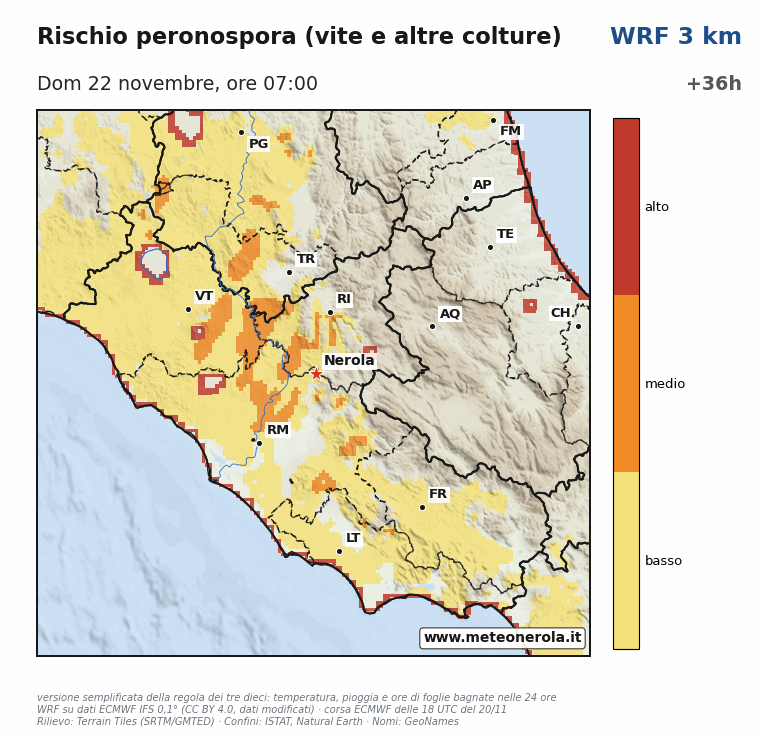 Rischio peronospora (vite e altre colture)
WRF 3 km
Dom 22 novembre, ore 07:00
+36h
FM
PG
AP
TE
TR
VT
RI
AQ
CH
Nerola
RM
FR
LT
www.meteonerola.it
alto
medio
basso
versione semplificata della regola dei tre dieci: temperatura, pioggia e ore di foglie bagnate nelle 24 ore
WRF su dati ECMWF IFS 0,1° (CC BY 4.0, dati modificati) · corsa ECMWF delle 18 UTC del 20/11
Rilievo: Terrain Tiles (SRTM/GMTED) · Confini: ISTAT, Natural Earth · Nomi: GeoNames